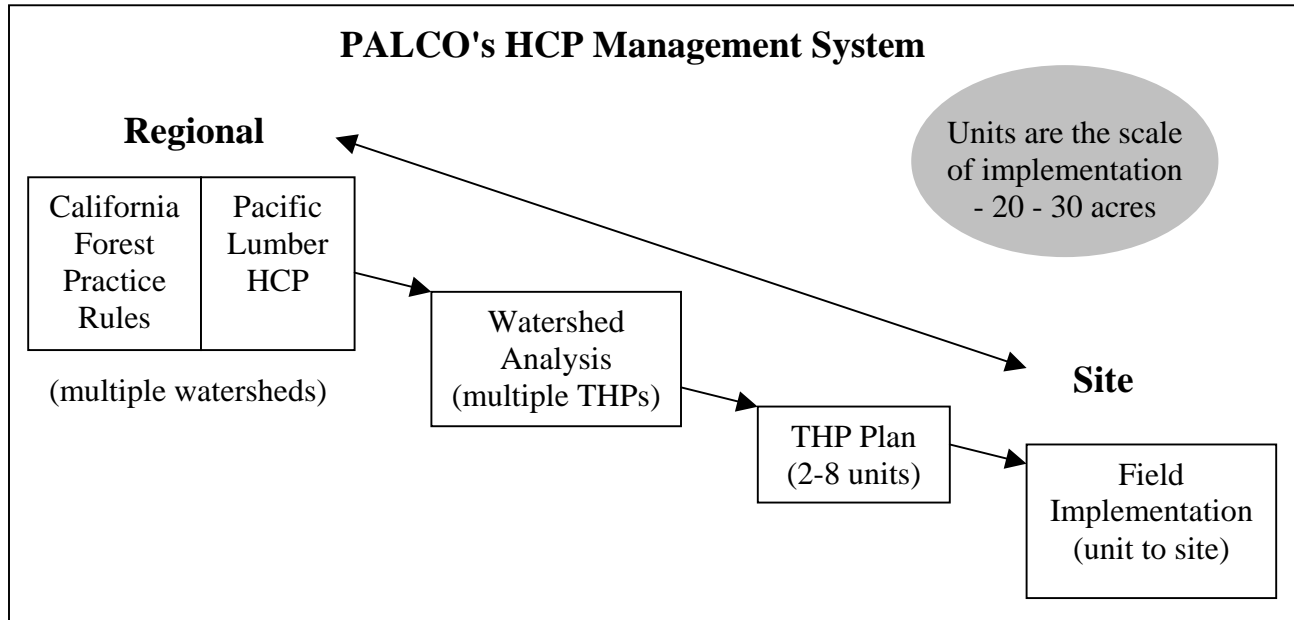 PALCO's HCP Management System
Regional
Units are the scale
of implementation
- 20 - 30 acres
California
Forest
Practice
Rules
Pacific
Lumber
HCP
(multiple watersheds)
Watershed
Analysis
(multiple THPs)
Site
THP Plan
(2-8 units)
Field
Implementation
(unit to site)